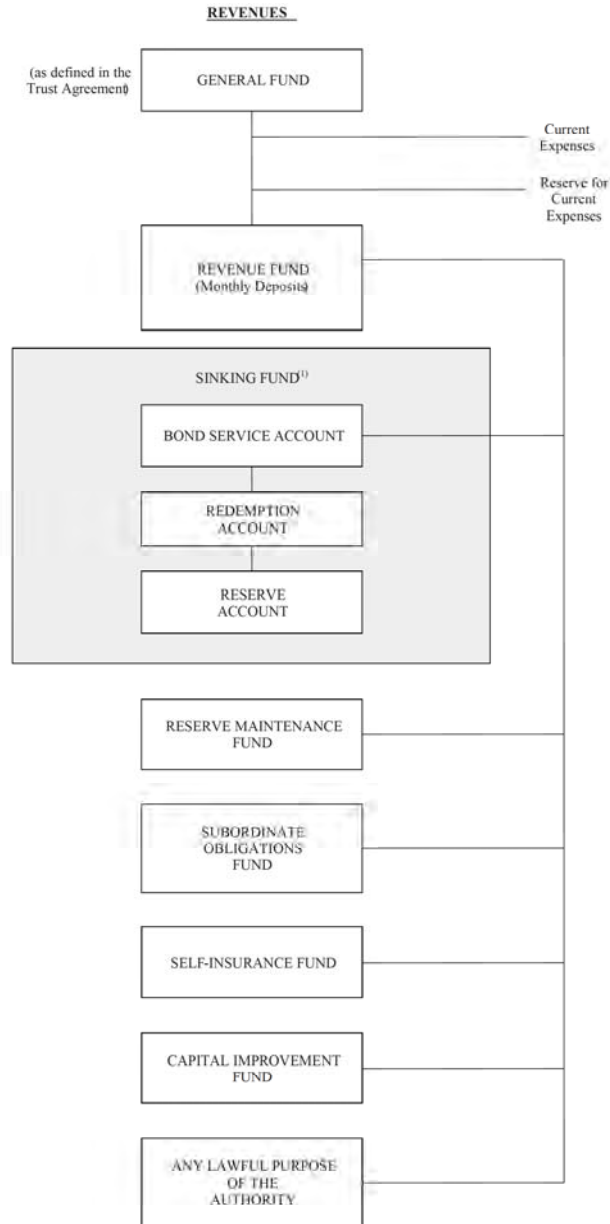 REVENUES
(as defined in the
Trust Agreement)
GENERAL FUND
Current
Expenses
Reserve for
Current
Expenses
REVENUE FUND
(Monthly Deposits)
SINKING FUND(1)
BOND SERVICE ACCOUNT
REDEMPTION
ACCOUNT
RESERVE
ACCOUNT
RESERVE MAINTENANCE
FUND
SUBORDINATE
OBLIGATIONS
FUND
SELF-INSURANCE FUND
CAPITAL IMPROVEMENT
FUND
ANY LAWFUL PURPOSE
OF THE
AUTHORITY